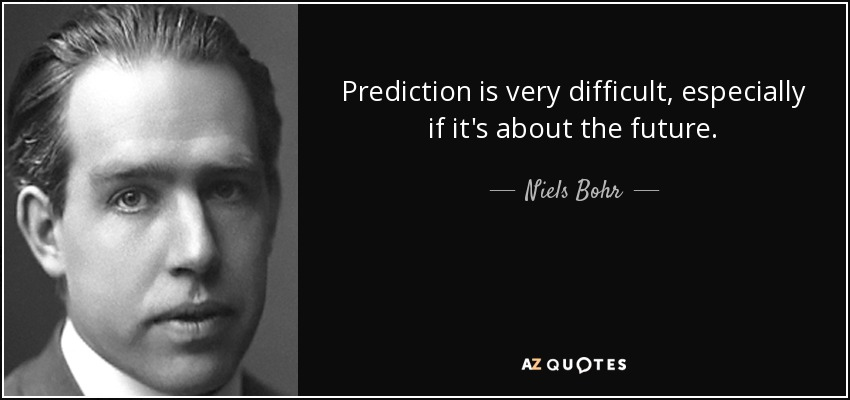 Prediction is very difficult, especially
if it's about the future.
Niels Bohr
AZ QUOTES